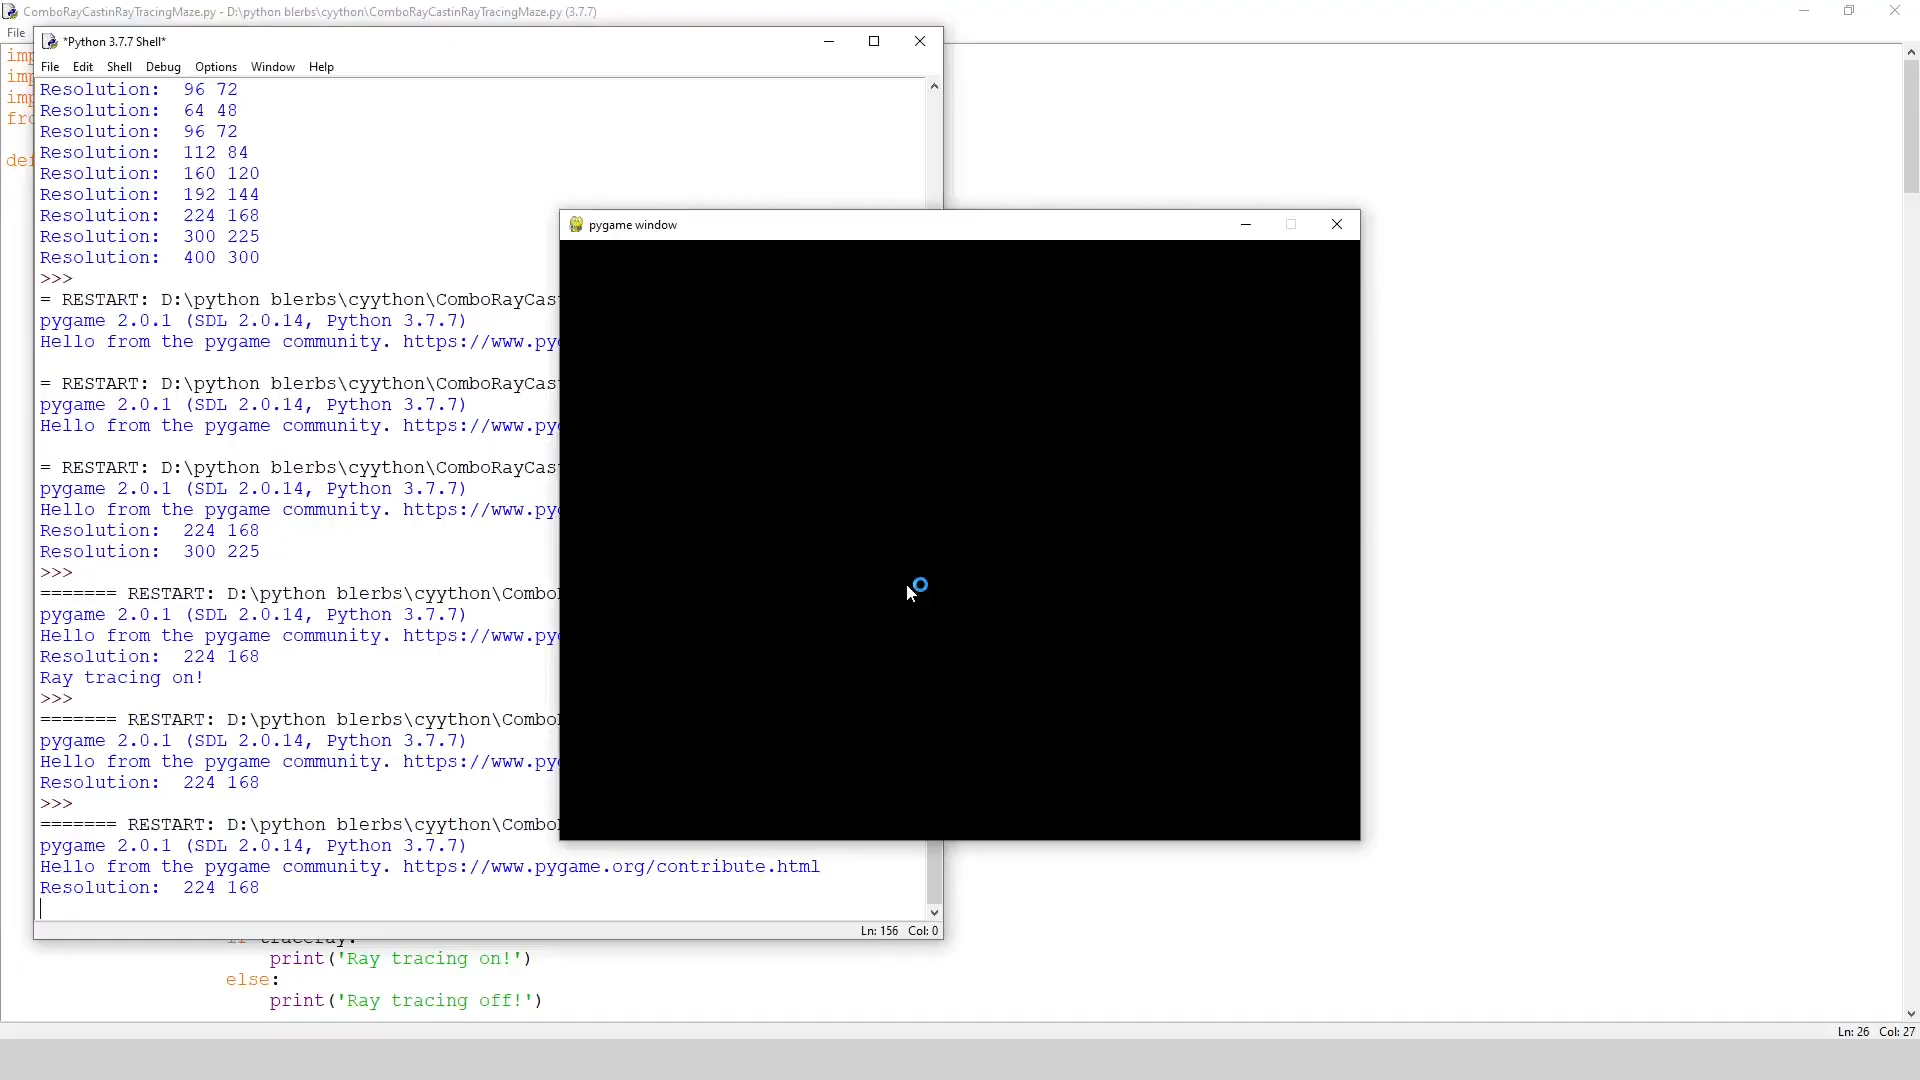 ComboRayCastinRayTracingMaze.py - D:\python blerbs\cyython\ComboRayCastinRayTracingMaze.py (3.7.7)
File
*Python 3.7.7 Shell*
File Edit Shell Debug Options Window Help
imp
imp
imp
fro
def
Resolution:  96 72
Resolution:  64 48
Resolution:  96 72
Resolution:  112 84
Resolution:  160 120
Resolution:  192 144
Resolution:  224 168
Resolution:  300 225
Resolution:  400 300
>>>
= RESTART: D:\python blerbs\cyython\ComboRayCas
pygame 2.0.1 (SDL 2.0.14, Python 3.7.7)
Hello from the pygame community. https://www.py
= RESTART: D:\python blerbs\cyython\ComboRayCas
pygame 2.0.1 (SDL 2.0.14, Python 3.7.7)
Hello from the pygame community. https://www.py
= RESTART: D:\python blerbs\cyython\ComboRayCas
pygame 2.0.1 (SDL 2.0.14, Python 3.7.7)
Hello from the pygame community. https://www.py
Resolution:  224 168
Resolution:  300 225
>>>
======= RESTART: D:\python blerbs\cyython\Combo
pygame 2.0.1 (SDL 2.0.14, Python 3.7.7)
Hello from the pygame community. https://www.py
Resolution:  224 168
Ray tracing on!
>>>
======= RESTART: D:\python blerbs\cyython\Combo
pygame 2.0.1 (SDL 2.0.14, Python 3.7.7)
Hello from the pygame community. https://www.py
Resolution:  224 168
>>>
======= RESTART: D:\python blerbs\cyython\Combo
pygame 2.0.1 (SDL 2.0.14, Python 3.7.7)
Hello from the pygame community. https://www.pygame.org/contribute.html
Resolution:  224 168
Ln: 156 Col: 0
pygame window
if traceray:
print('Ray tracing on!')
else:
print('Ray tracing off!')
Ln: 26 Col: 27